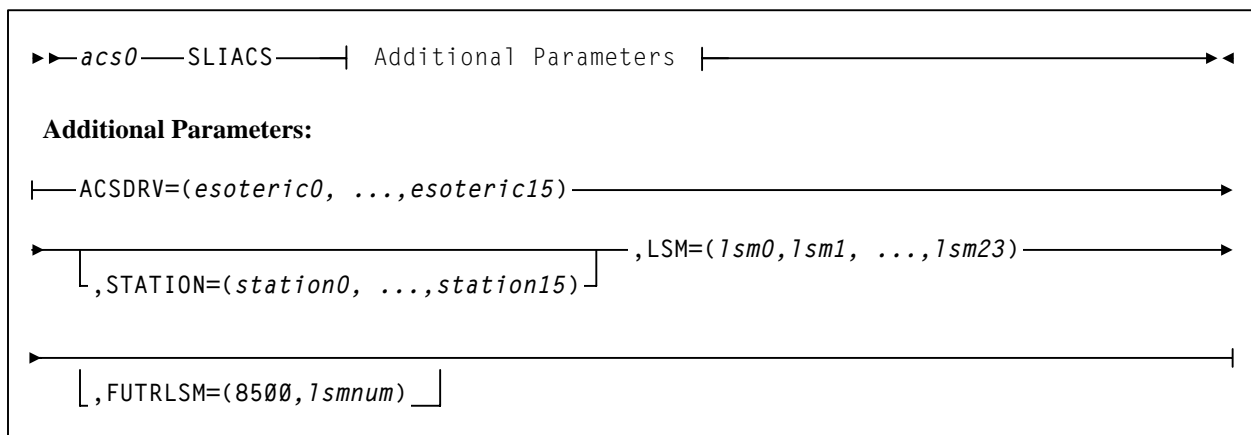 acs0 SLIACS Additional Parameters
Additional Parameters:
ACSDRV=(esoteric0, ...,esoteric15)
,LSM=(lsm0,lsm1, ...,lsm23)
,STATION=(station0, ...,station15)
,FUTRLSM=(8500,lsmnum)